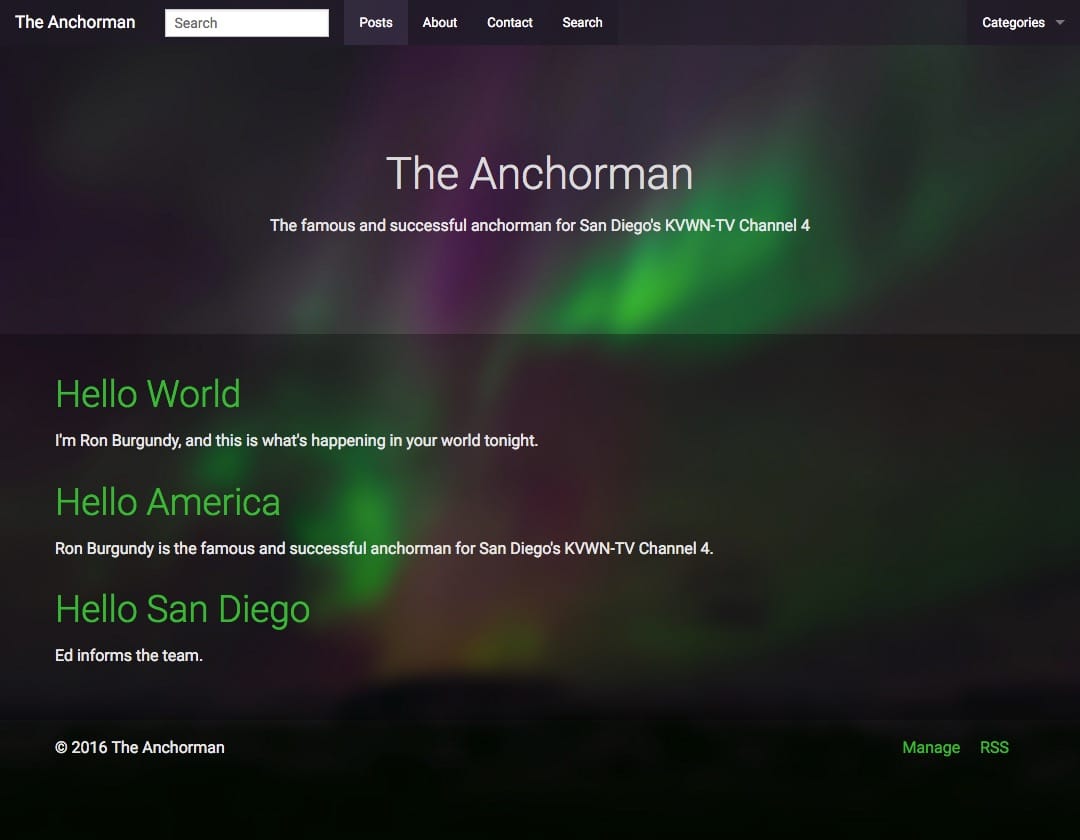 The Anchorman Search Posts About Contact Search Categories
The Anchorman
The famous and successful anchorman for San Diego's KVWN-TV Channel 4
Hello World
I'm Ron Burgundy, and this is what's happening in your world tonight.
Hello America
Ron Burgundy is the famous and successful anchorman for San Diego's KVWN-TV Channel 4.
Hello San Diego
Ed informs the team.
© 2016 The Anchorman Manage RSS